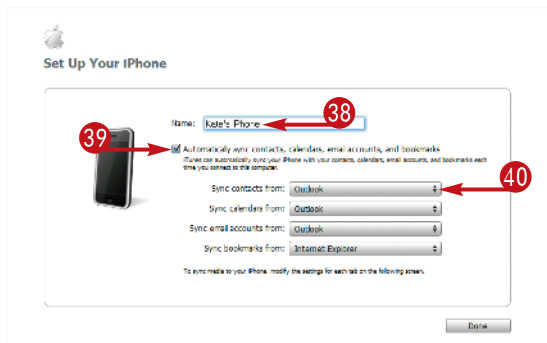 Set Up Your iPhone
Name: Kate's Phone
38
39
Automatically sync contacts, calendars, email accounts, and bookmarks
iTunes can automatically sync your iPhone with your contacts, calendars, email accounts, and bookmarks each
time you connect to this computer.
Sync contacts from: Outlook
40
Sync calendars from: Outlook
Sync email accounts from: Outlook
Sync bookmarks from: Internet Explorer
To sync media to your iPhone, modify the settings for each tab on the following screen.
Done